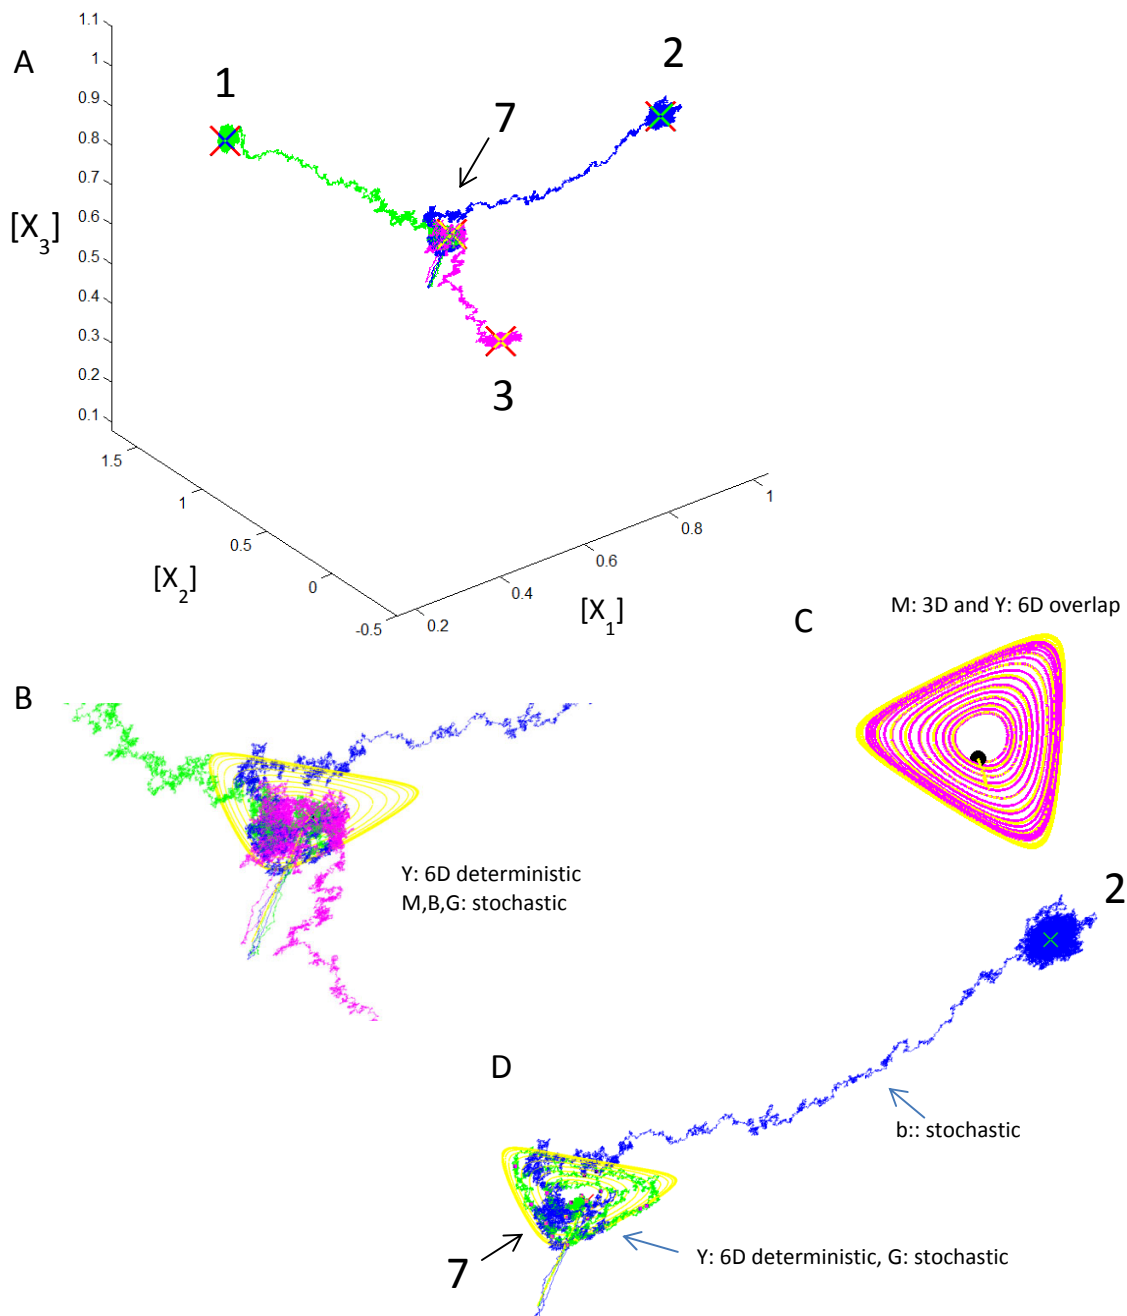 A
1
2
7
3
[X3]
1.1
1
0.9
0.8
0.7
0.6
0.5
0.4
0.3
0.2
0.1
1.5
1
0.5
0
-0.5
[X2]
0.2
0.4
0.6
0.8
1
[X1]
C
M: 3D and Y: 6D overlap
B
Y: 6D deterministic
M,B,G: stochastic
D
2
b:: stochastic
7
Y: 6D deterministic, G: stochastic